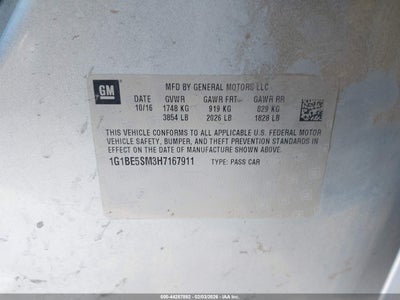 GM
MFD BY GENERAL MOTORS LLC
DATE GVWR GAWR FRT GAWR RR
10/16 1748 KG 919 KG 829 KG
3854 LB 2026 LB 1828 LB
THIS VEHICLE CONFORMS TO ALL APPLICABLE U.S. FEDERAL MOTOR
VEHICLE SAFETY, BUMPER, AND THEFT PREVENTION STANDARDS
IN EFFECT ON THE DATE OF MANUFACTURE SHOWN ABOVE.
1G1BE5SM3H7167911 TYPE: PASS CAR